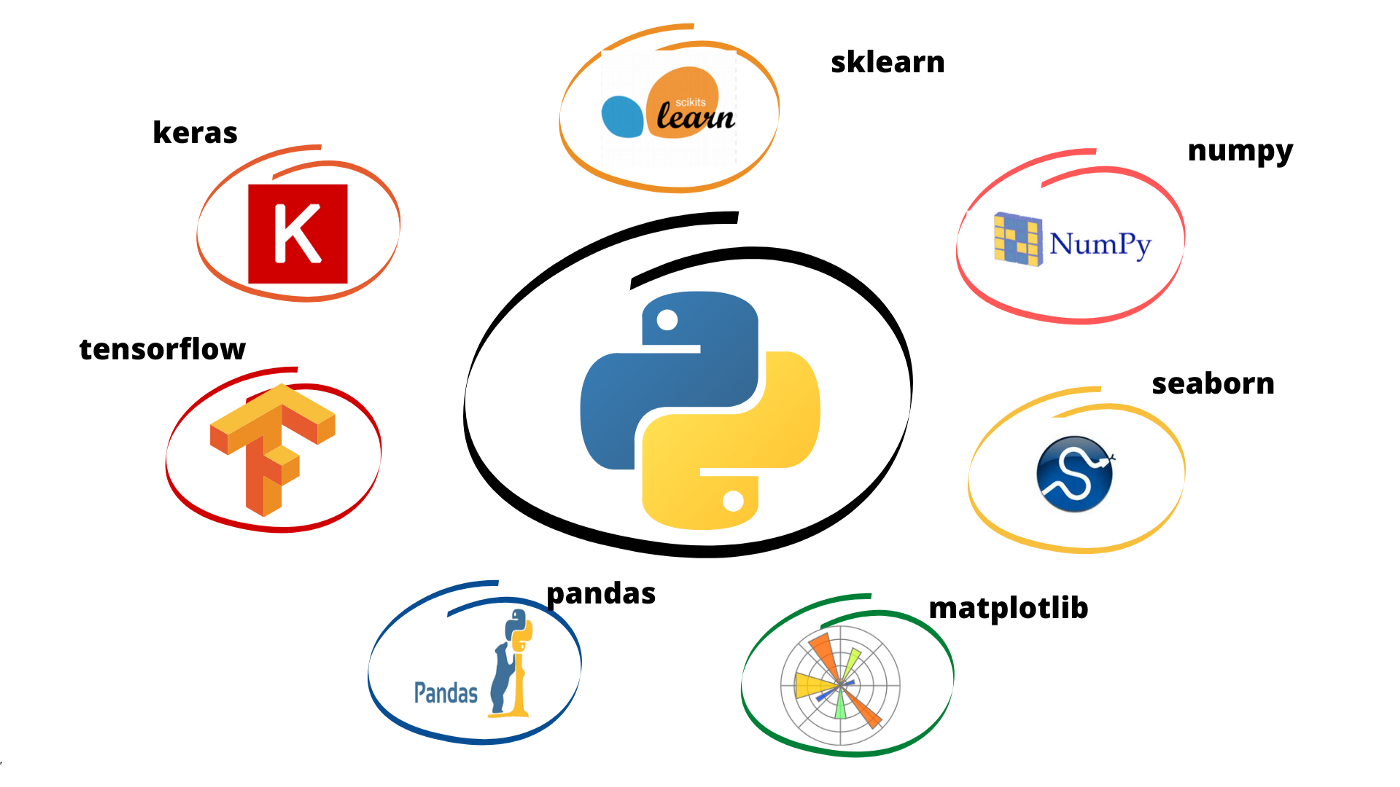 sklearn
scikits
learn
keras
K
numpy
NumPy
tensorflow
seaborn
S
pandas
Pandas
matplotlib